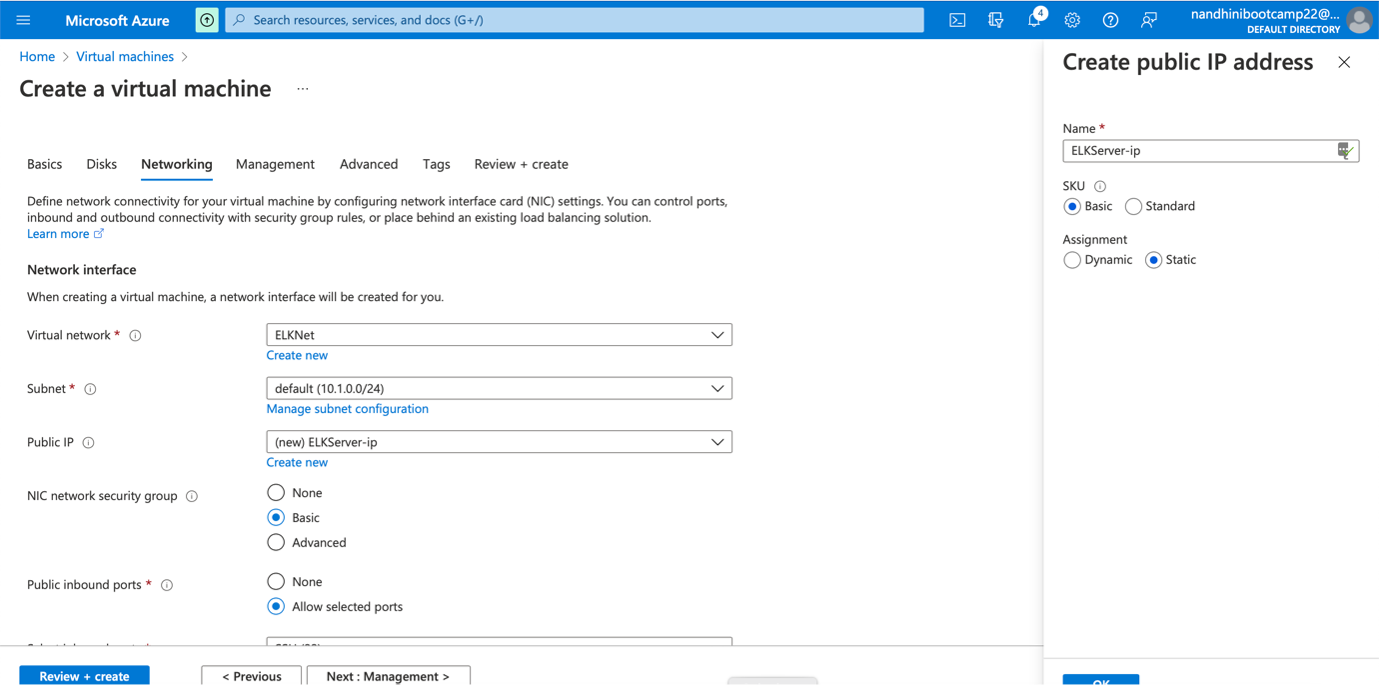 Microsoft Azure
Search resources, services, and docs (G+/)
4
nandhinibootcamp22@...
DEFAULT DIRECTORY
Home > Virtual machines >
Create a virtual machine ...
Basics Disks Networking Management Advanced Tags Review + create
Define network connectivity for your virtual machine by configuring network interface card (NIC) settings. You can control ports,
inbound and outbound connectivity with security group rules, or place behind an existing load balancing solution.
Learn more
Network interface
When creating a virtual machine, a network interface will be created for you.
Virtual network *
ELKNet
Create new
Subnet *
default (10.1.0.0/24)
Manage subnet configuration
Public IP
(new) ELKServer-ip
Create new
NIC network security group
None
Basic
Advanced
Public inbound ports *
None
Allow selected ports
Review + create
< Previous
Next : Management >
Create public IP address
Name *
ELKServer-ip
SKU
Basic Standard
Assignment
Dynamic Static
OK